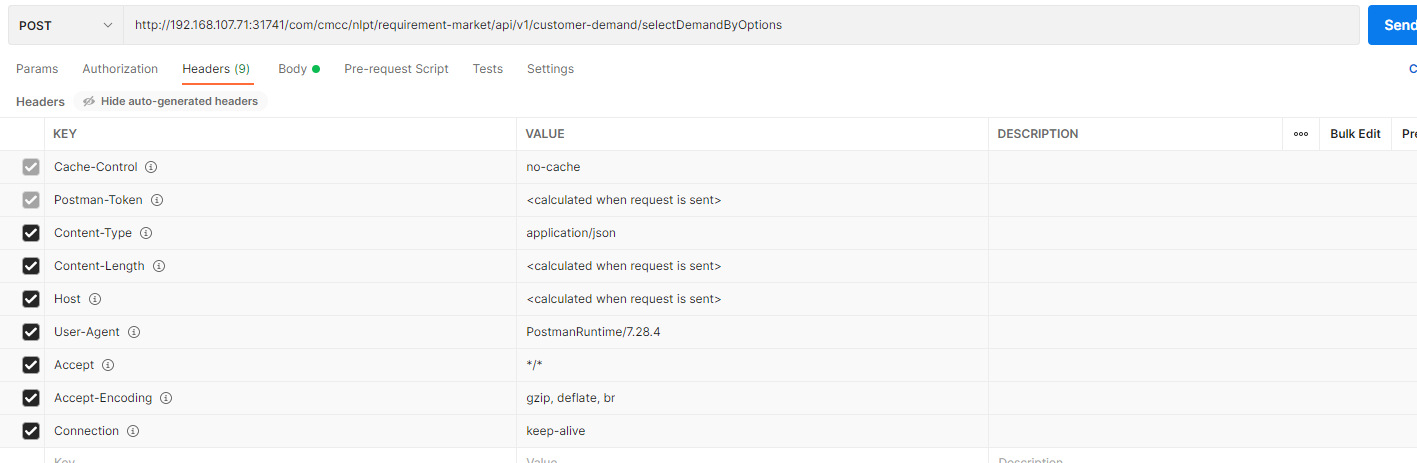 POST http://192.168.107.71:31741/com/cmcc/nlpt/requirement-market/api/v1/customer-demand/selectDemandByOptions Send
Params Authorization Headers (9) Body Pre-request Script Tests Settings C
Headers Hide auto-generated headers
KEY VALUE DESCRIPTION ooo Bulk Edit Pre
Cache-Control no-cache
Postman-Token <calculated when request is sent>
Content-Type application/json
Content-Length <calculated when request is sent>
Host <calculated when request is sent>
User-Agent PostmanRuntime/7.28.4
Accept */*
Accept-Encoding gzip, deflate, br
Connection keep-alive
Key Value Description